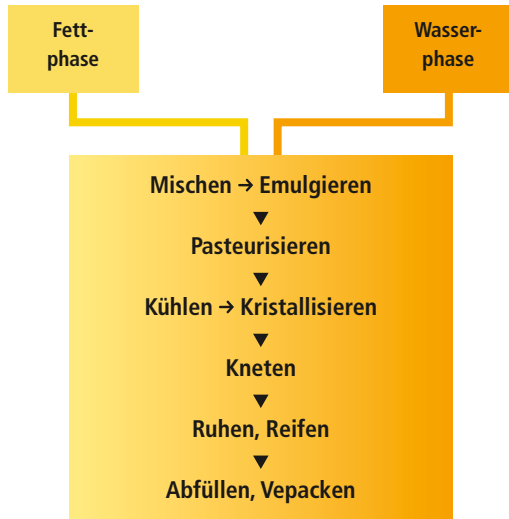 Fett-
phase
Wasser-
phase
Mischen → Emulgieren
▼
Pasteurisieren
▼
Kühlen → Kristallisieren
▼
Kneten
▼
Ruhen, Reifen
▼
Abfüllen, Vepacken